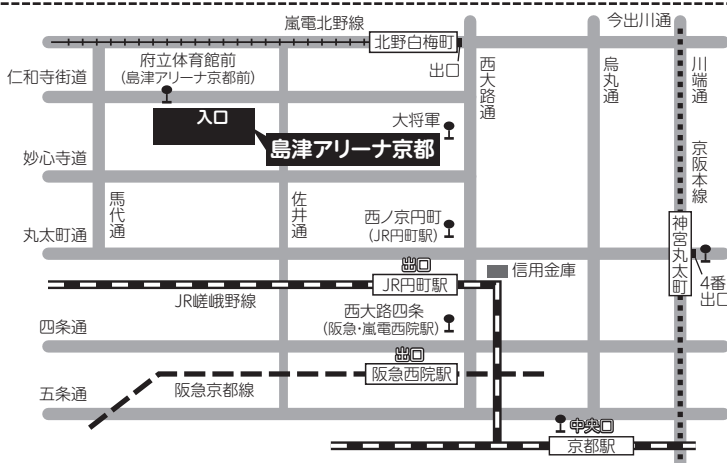 嵐電北野線
今出川通
北野白梅町
出口
仁和寺街道
府立体育館前
(島津アリーナ京都前)
西大路通
烏丸通
川端通
入口
大将軍
島津アリーナ京都
妙心寺道
京阪本線
馬代通
佐井通
西ノ京円町
(JR円町駅)
神宮丸太町
丸太町通
出口
信用金庫
4番
出口
JR円町駅
JR嵯峨野線
西大路四条
(阪急・嵐電西院駅)
四条通
出口
阪急西院駅
阪急京都線
五条通
中央口
京都駅